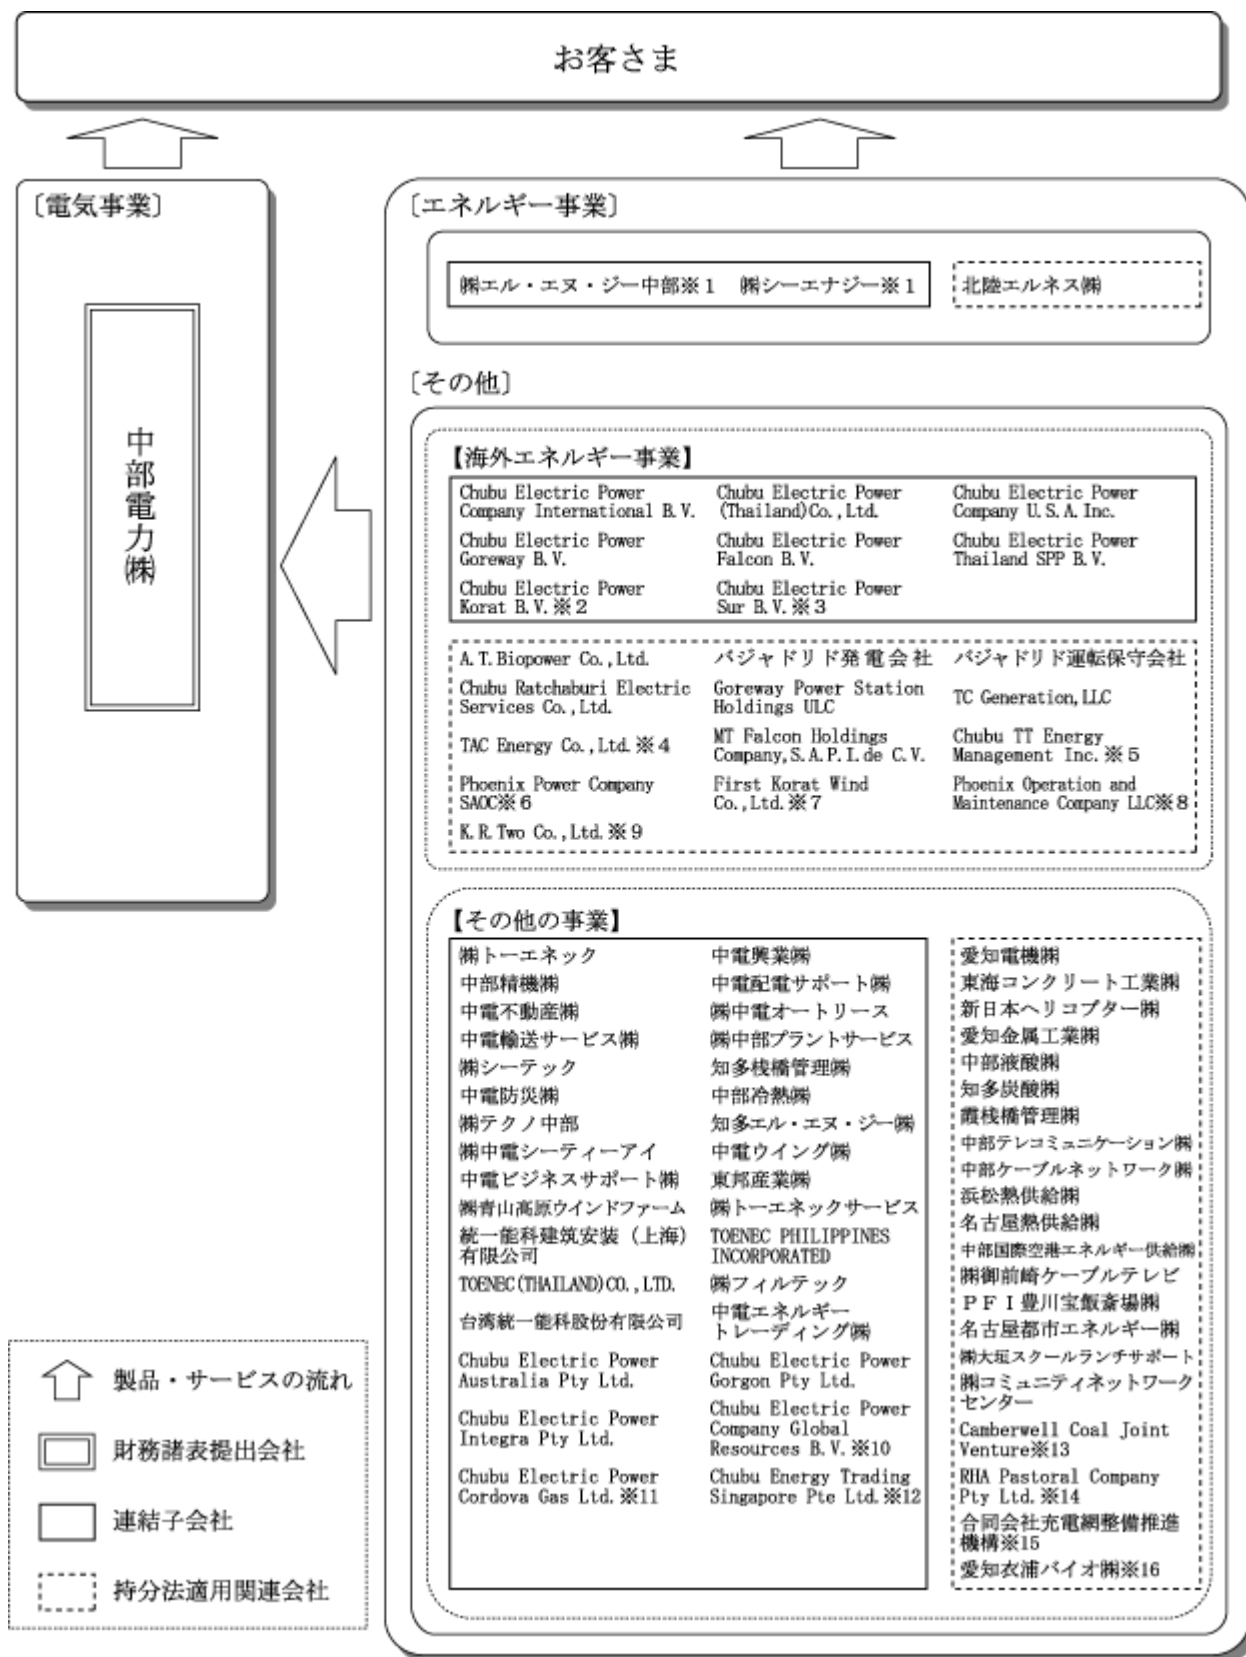 お客さま
〔電気事業〕
中部電力㈱
〔エネルギー事業〕
㈱エル・エヌ・ジー中部※1　㈱シーエナジー※1
北陸エルネス㈱
〔その他〕
【海外エネルギー事業】
Chubu Electric Power
Company International B.V.
Chubu Electric Power
(Thailand)Co.,Ltd.
Chubu Electric Power
Company U.S.A.Inc.
Chubu Electric Power
Goreway B.V.
Chubu Electric Power
Falcon B.V.
Chubu Electric Power
Thailand SPP B.V.
Chubu Electric Power
Korat B.V.※2
Chubu Electric Power
Sur B.V.※3
A.T.Biopower Co.,Ltd.
バジャドリド発電会社
バジャドリド運転保守会社
Chubu Ratchaburi Electric
Services Co.,Ltd.
Goreway Power Station
Holdings ULC
TC Generation,LLC
TAC Energy Co.,Ltd.※4
MT Falcon Holdings
Company,S.A.P.I.de C.V.
Chubu TT Energy
Management Inc.※5
Phoenix Power Company
SAOC※6
First Korat Wind
Co.,Ltd.※7
Phoenix Operation and
Maintenance Company LLC※8
K.R.Two Co.,Ltd.※9
【その他の事業】
㈱トーエネック
中電興業㈱
中部精機㈱
中電配電サポート㈱
中電不動産㈱
㈱中電オートリース
中電輸送サービス㈱
㈱中部プラントサービス
㈱シーテック
知多桟橋管理㈱
中電防災㈱
中部冷熱㈱
㈱テクノ中部
知多エル・エヌ・ジー㈱
㈱中電シーティーアイ
中電ウイング㈱
中電ビジネスサポート㈱
東邦産業㈱
㈱青山高原ウインドファーム
㈱トーエネックサービス
統一能科建筑安装（上海）
有限公司
TOENEC PHILIPPINES
INCORPORATED
TOENEC(THAILAND)CO.,LTD.
㈱フィルテック
台湾統一能科股份有限公司
中電エネルギー
トレーディング㈱
Chubu Electric Power
Australia Pty Ltd.
Chubu Electric Power
Gorgon Pty Ltd.
Chubu Electric Power
Integra Pty Ltd.
Chubu Electric Power
Company Global
Resources B.V.※10
Chubu Electric Power
Cordova Gas Ltd.※11
Chubu Energy Trading
Singapore Pte Ltd.※12
愛知電機㈱
東海コンクリート工業㈱
新日本ヘリコプター㈱
愛知金属工業㈱
中部液酸㈱
知多炭酸㈱
霞桟橋管理㈱
中部テレコミュニケーション㈱
中部ケーブルネットワーク㈱
浜松熱供給㈱
名古屋熱供給㈱
中部国際空港エネルギー供給㈱
㈱御前崎ケーブルテレビ
ＰＦＩ豊川宝飯斎場㈱
名古屋都市エネルギー㈱
㈱大垣スクールランチサポート
㈱コミュニティネットワーク
センター
Camberwell Coal Joint
Venture※13
RHA Pastoral Company
Pty Ltd.※14
合同会社充電網整備推進
機構※15
愛知衣浦バイオ㈱※16
製品・サービスの流れ
財務諸表提出会社
連結子会社
持分法適用関連会社